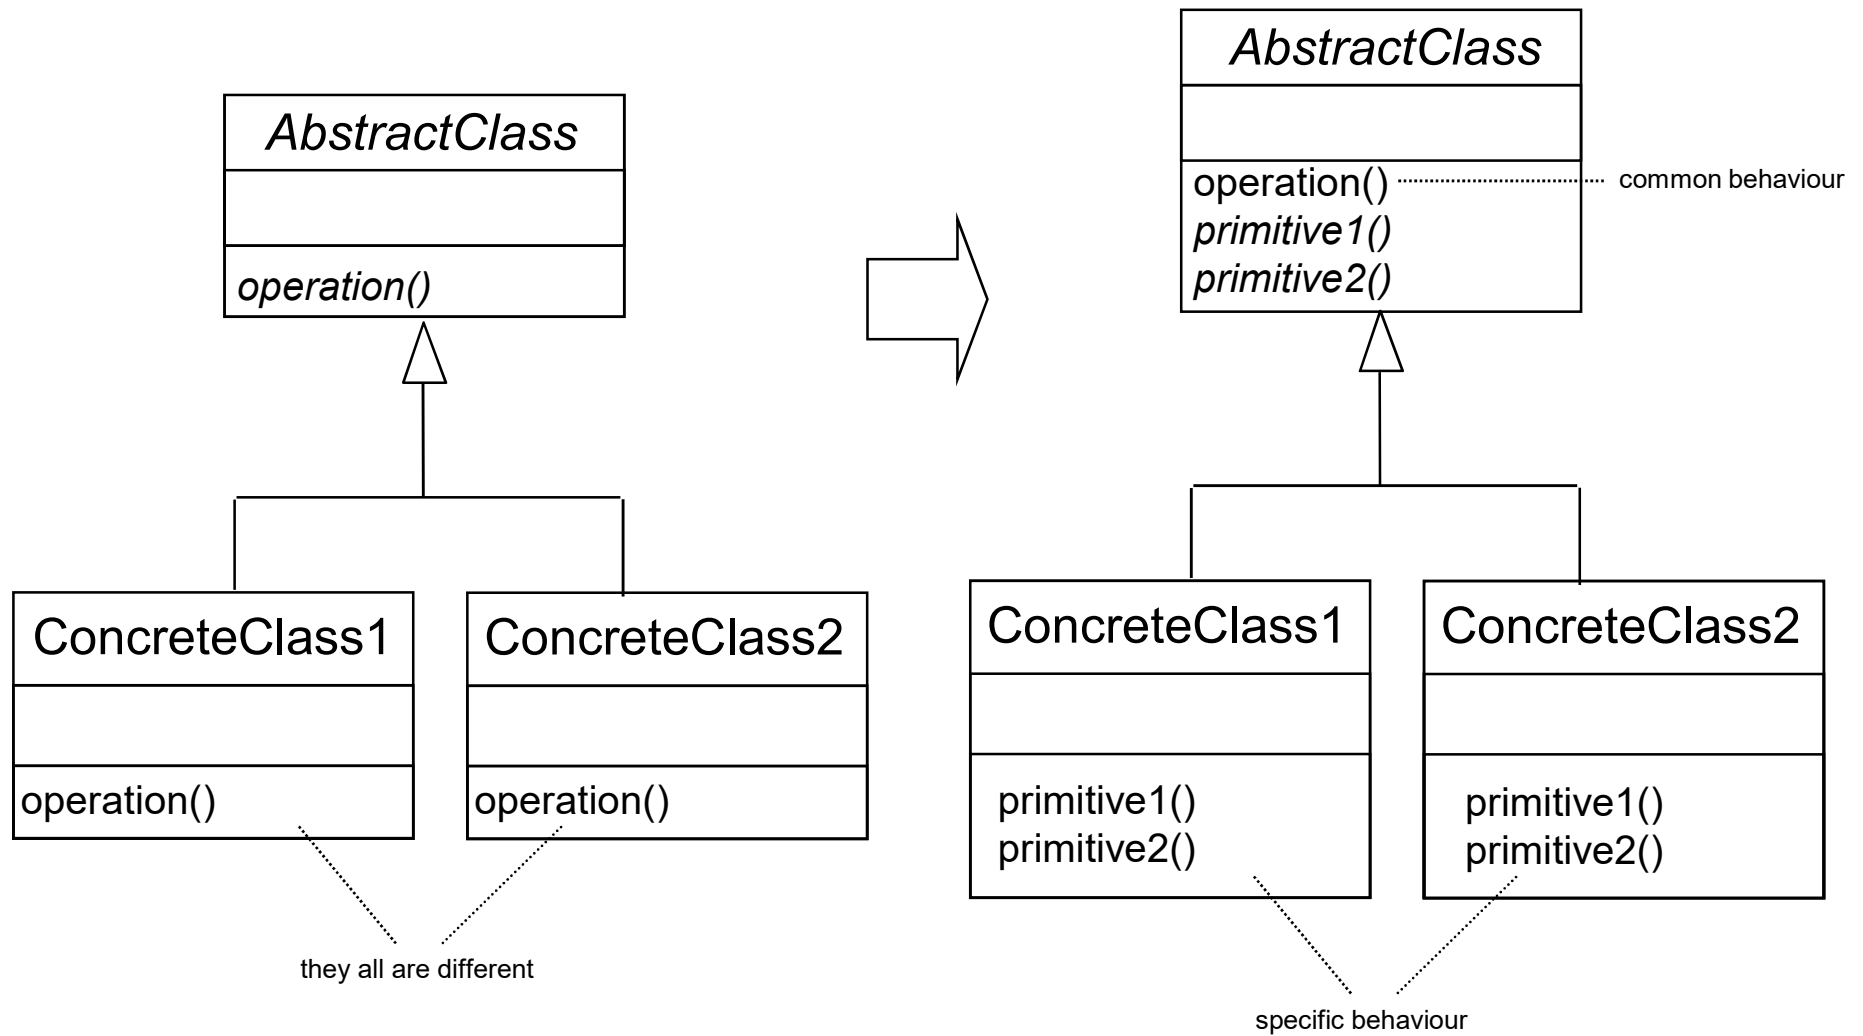 AbstractClass
operation()
ConcreteClass1
operation()
ConcreteClass2
operation()
they all are different
AbstractClass
operation()
common behaviour
primitive1()
primitive2()
ConcreteClass1
primitive1()
primitive2()
ConcreteClass2
primitive1()
primitive2()
specific behaviour